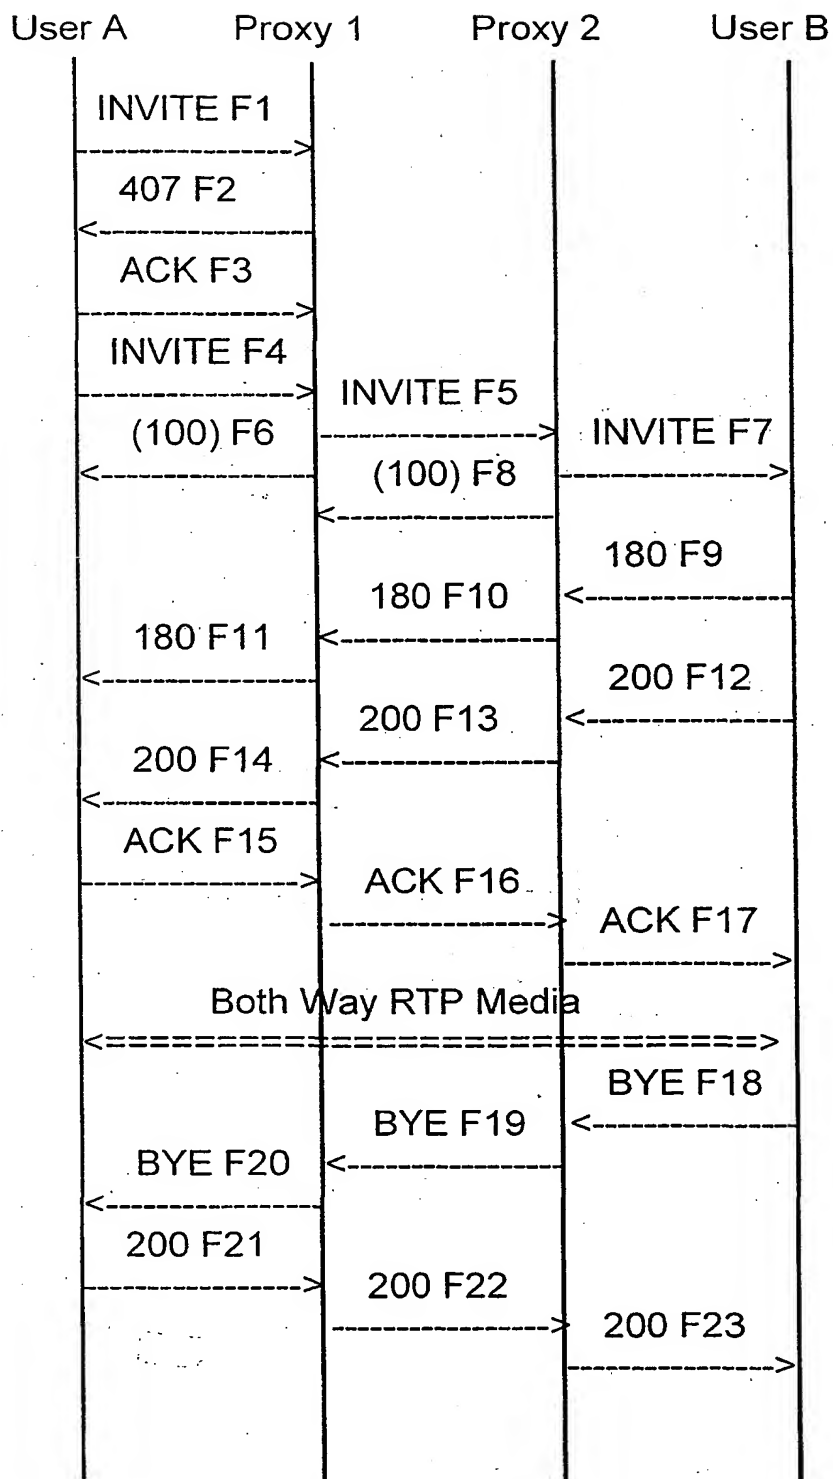 User A Proxy 1 Proxy 2 User B
INVITE F1
407 F2
ACK F3
INVITE F4
INVITE F5
(100) F6
INVITE F7
(100) F8
180 F9
180 F10
180 F11
200 F12
200 F13
200 F14
ACK F15
ACK F16
ACK F17
Both Way RTP Media
BYE F18
BYE F19
BYE F20
200 F21
200 F22
200 F23